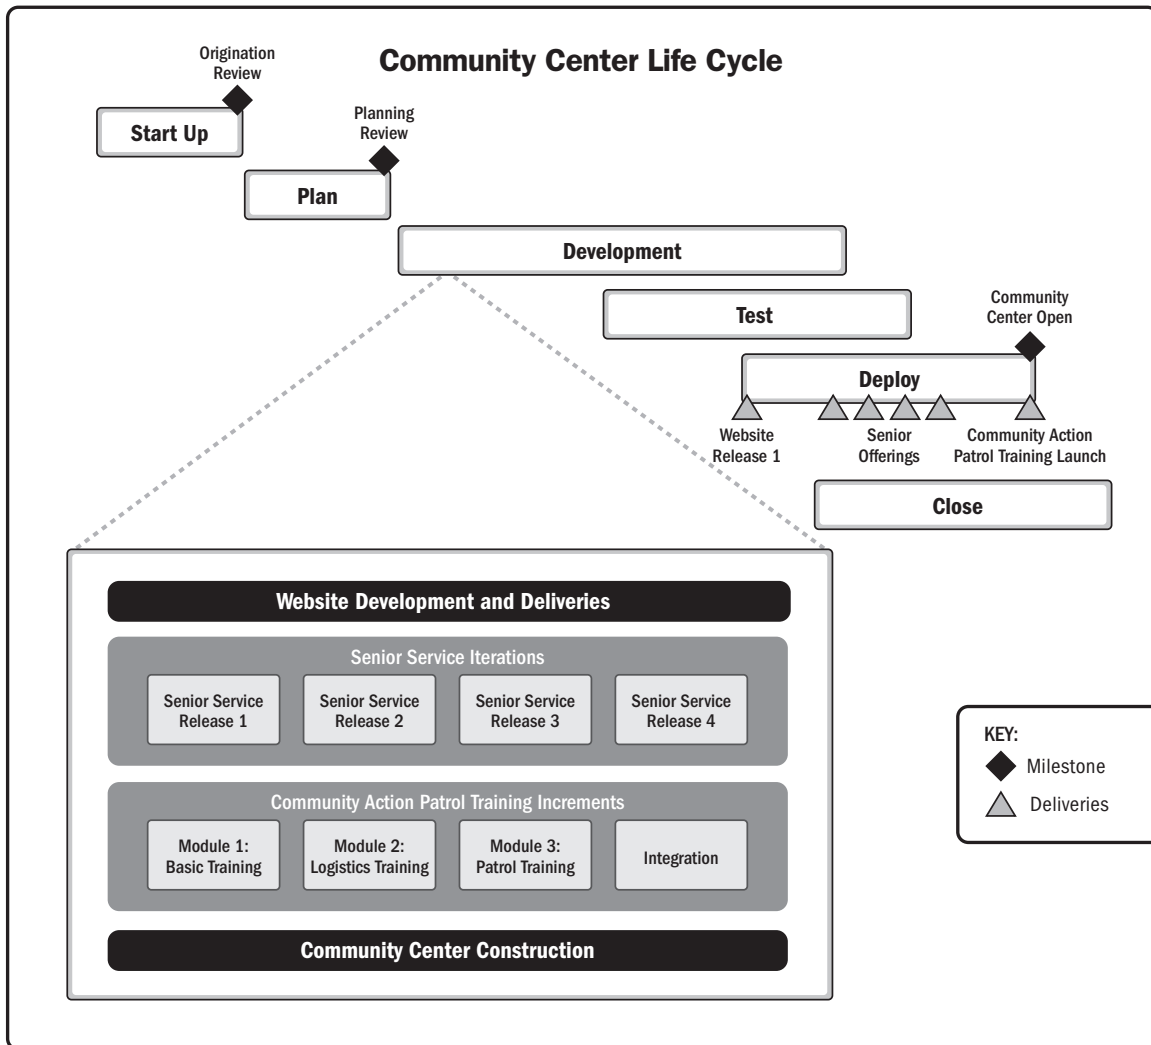 Community Center Life Cycle
Origination
Review
Start Up
Planning
Review
Plan
Development
Test
Community
Center Open
Deploy
Website
Release 1
Senior
Offerings
Community Action
Patrol Training Launch
Close
Website Development and Deliveries
Senior Service Iterations
Senior Service
Release 1
Senior Service
Release 2
Senior Service
Release 3
Senior Service
Release 4
Community Action Patrol Training Increments
Module 1:
Basic Training
Module 2:
Logistics Training
Module 3:
Patrol Training
Integration
Community Center Construction
KEY:
Milestone
Deliveries